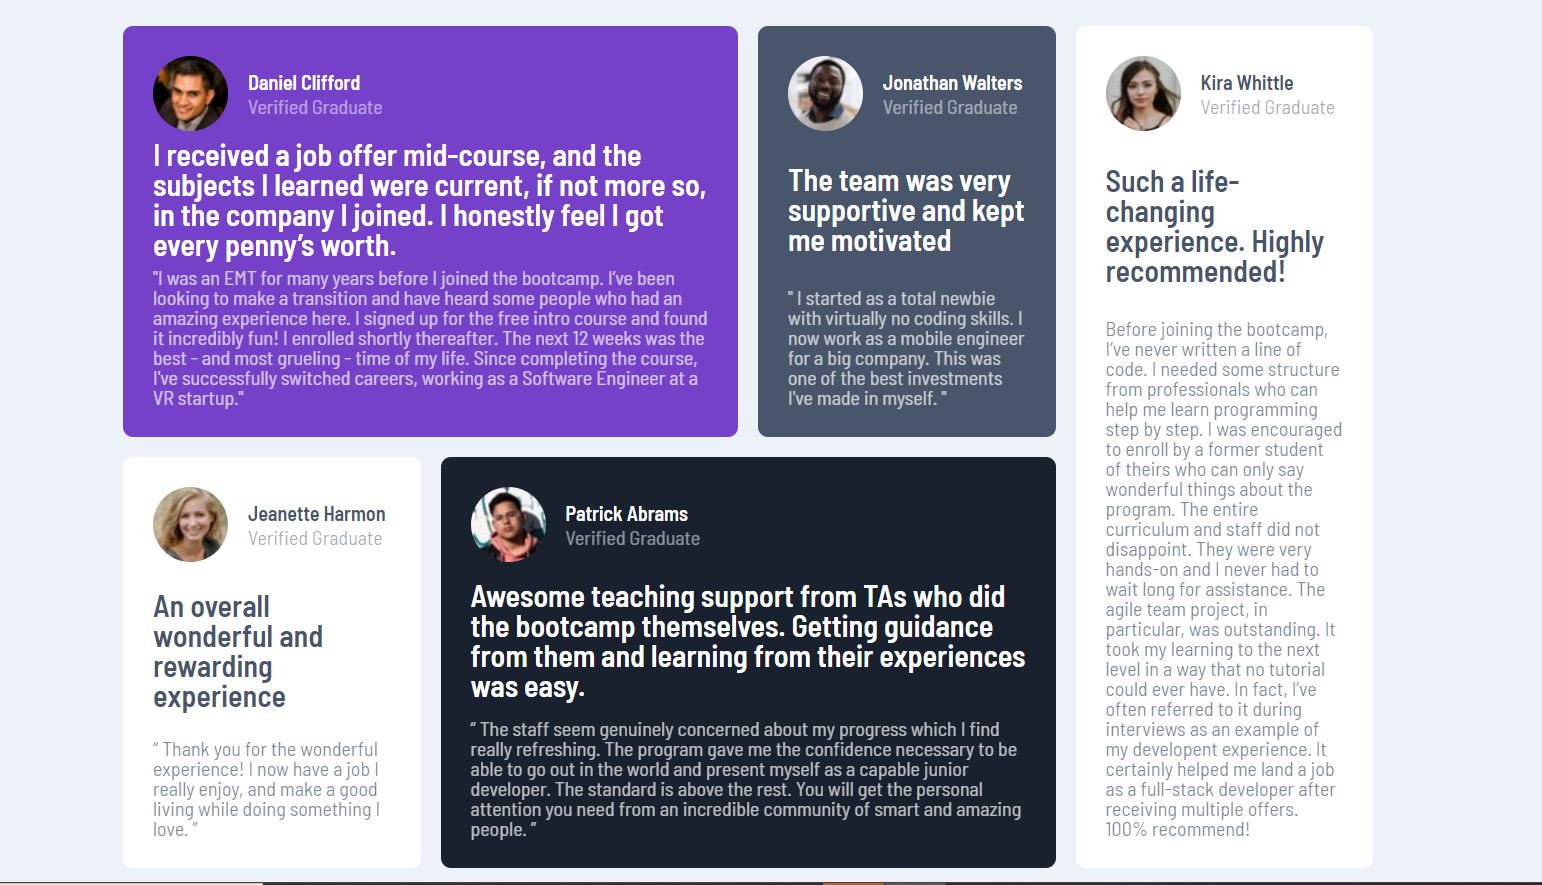 Daniel Clifford
Verified Graduate
I received a job offer mid-course, and the
subjects I learned were current, if not more so,
in the company I joined. I honestly feel I got
every penny’s worth.
"I was an EMT for many years before I joined the bootcamp. I’ve been
looking to make a transition and have heard some people who had an
amazing experience here. I signed up for the free intro course and found
it incredibly fun! I enrolled shortly thereafter. The next 12 weeks was the
best - and most grueling - time of my life. Since completing the course,
I've successfully switched careers, working as a Software Engineer at a
VR startup."
Jonathan Walters
Verified Graduate
The team was very
supportive and kept
me motivated
" I started as a total newbie
with virtually no coding skills. I
now work as a mobile engineer
for a big company. This was
one of the best investments
I've made in myself. "
Kira Whittle
Verified Graduate
Such a life-
changing
experience. Highly
recommended!
Before joining the bootcamp,
I’ve never written a line of
code. I needed some structure
from professionals who can
help me learn programming
step by step. I was encouraged
to enroll by a former student
of theirs who can only say
wonderful things about the
program. The entire
curriculum and staff did not
disappoint. They were very
hands-on and I never had to
wait long for assistance. The
agile team project, in
particular, was outstanding. It
took my learning to the next
level in a way that no tutorial
could ever have. In fact, I’ve
often referred to it during
interviews as an example of
my developent experience. It
certainly helped me land a job
as a full-stack developer after
receiving multiple offers.
100% recommend!
Jeanette Harmon
Verified Graduate
An overall
wonderful and
rewarding
experience
“ Thank you for the wonderful
experience! I now have a job I
really enjoy, and make a good
living while doing something I
love. ”
Patrick Abrams
Verified Graduate
Awesome teaching support from TAs who did
the bootcamp themselves. Getting guidance
from them and learning from their experiences
was easy.
“ The staff seem genuinely concerned about my progress which I find
really refreshing. The program gave me the confidence necessary to be
able to go out in the world and present myself as a capable junior
developer. The standard is above the rest. You will get the personal
attention you need from an incredible community of smart and amazing
people. ”